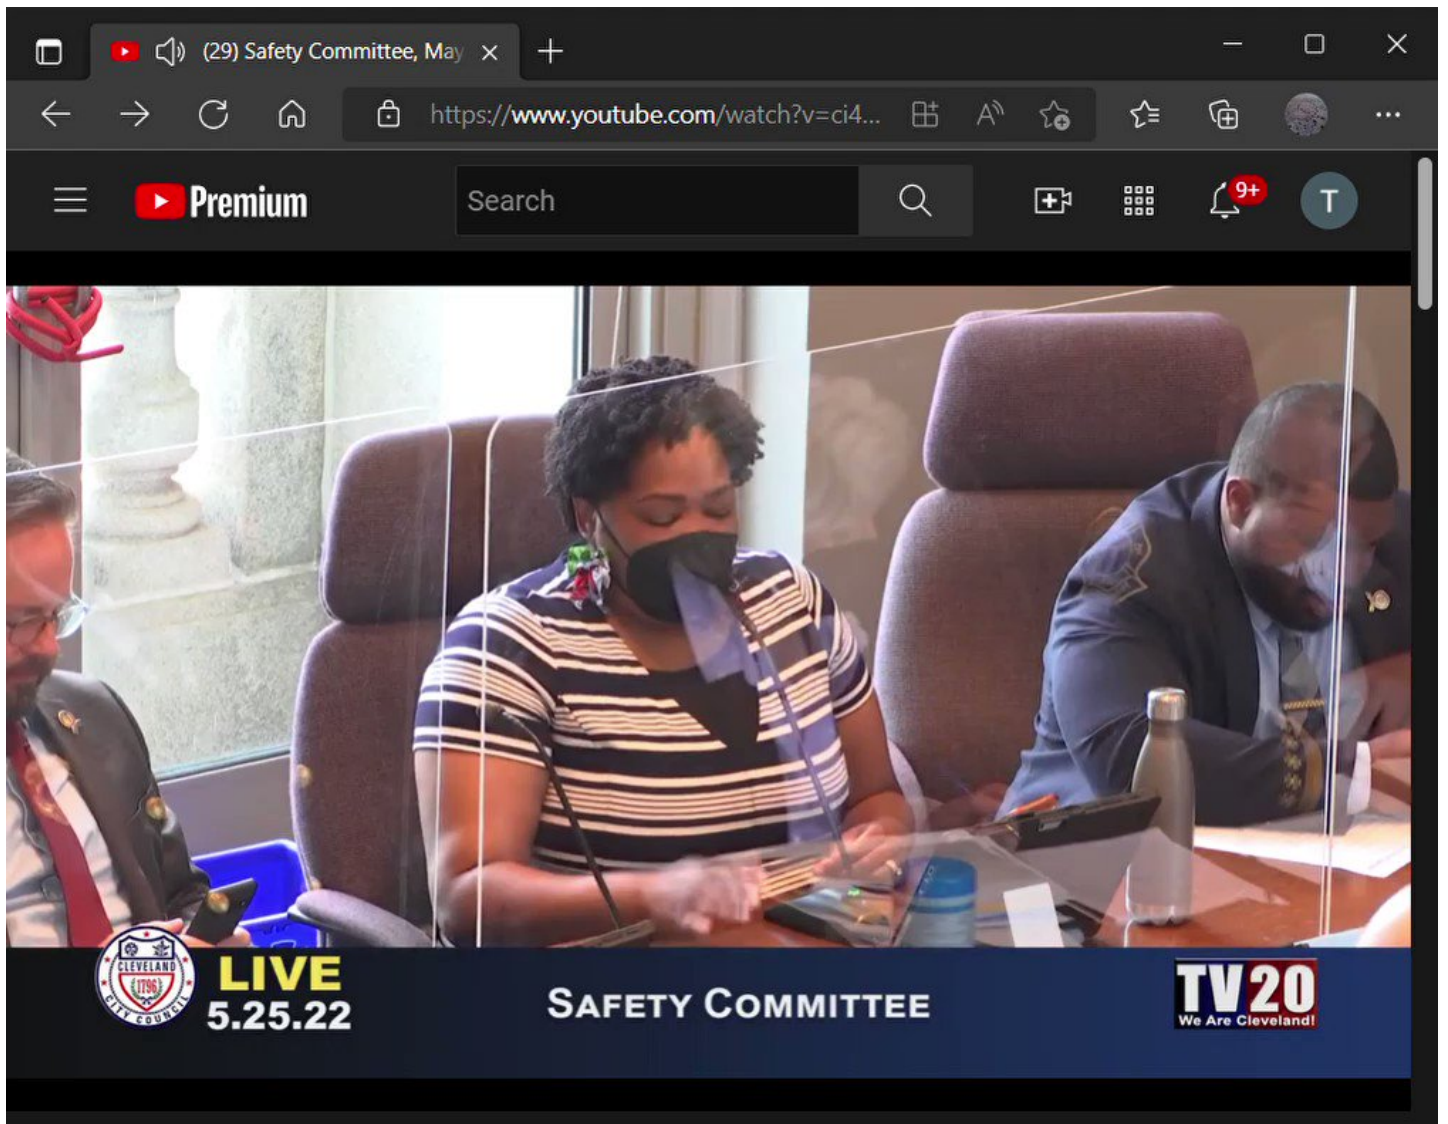 (29) Safety Committee, May
https://www.youtube.com/watch?v=ci4...
Premium
Search
9+
T
CLEVELAND
1796
CITY COUNCIL
LIVE
5.25.22
SAFETY COMMITTEE
TV20
We Are Cleveland!